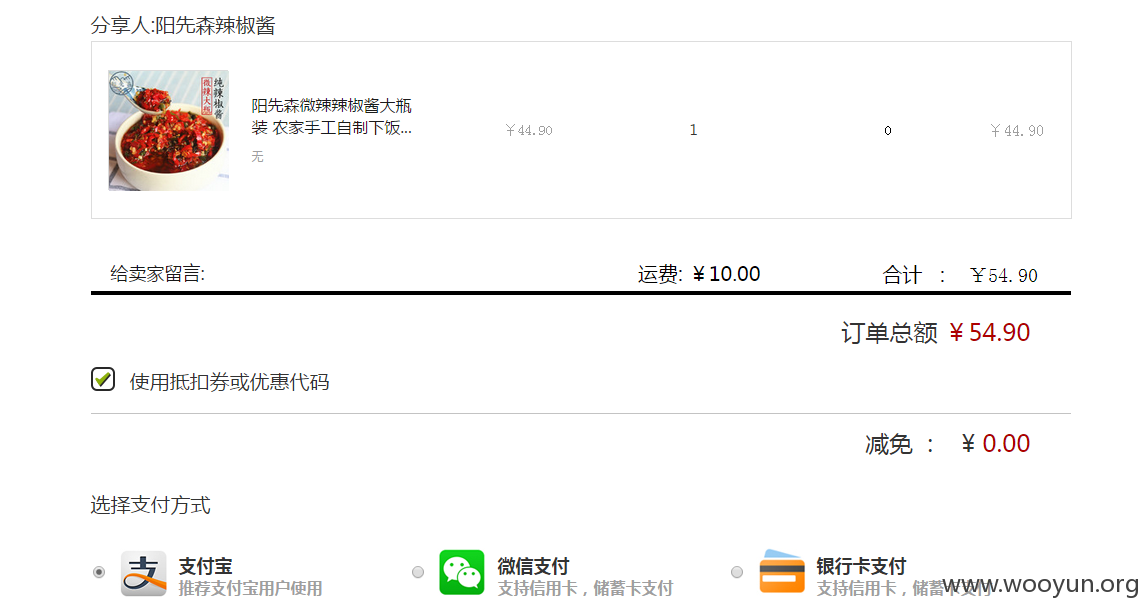 分享人:阳先森辣椒酱
纯辣椒酱
微辣大瓶
阳先森微辣辣椒酱大瓶
装 农家手工自制下饭...
无
￥44.90
1
0
￥44.90
给卖家留言:
运费: ¥ 10.00
合计 : ￥54.90
订单总额 ¥ 54.90
使用抵扣券或优惠代码
减免 : ¥ 0.00
选择支付方式
支付宝
推荐支付宝用户使用
微信支付
支持信用卡，储蓄卡支付
银行卡支付
支持信用卡，储蓄卡支付
www.wooyun.org